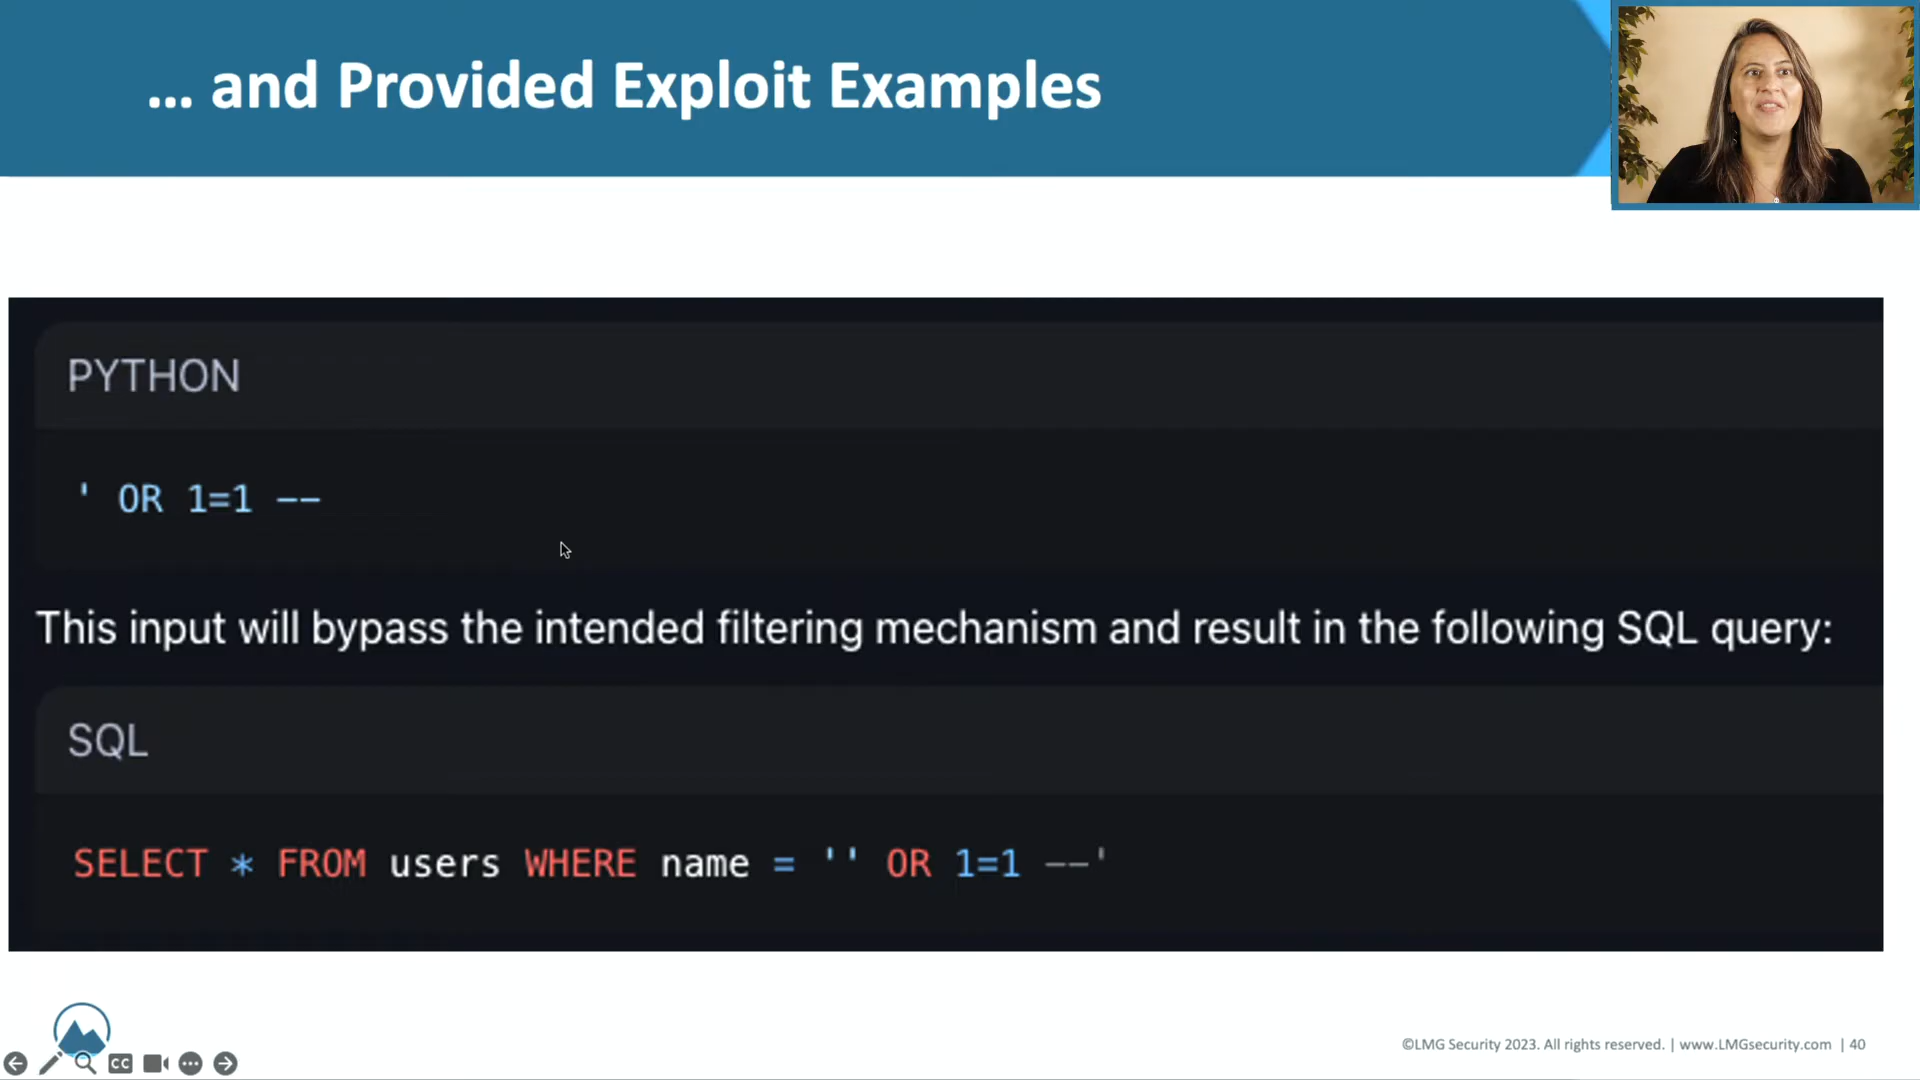 ... and Provided Exploit Examples
PYTHON
' OR 1=1 --
This input will bypass the intended filtering mechanism and result in the following SQL query:
SQL
SELECT * FROM users WHERE name = '' OR 1=1 --'
©LMG Security 2023. All rights reserved. | www.LMGsecurity.com | 40
CC